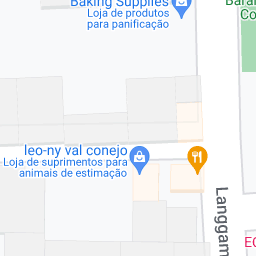 Baking Supplies
Loja de produtos
para panificação
Co
leo-ny val conejo
Loja de suprimentos para
animais de estimação
Langgam
E